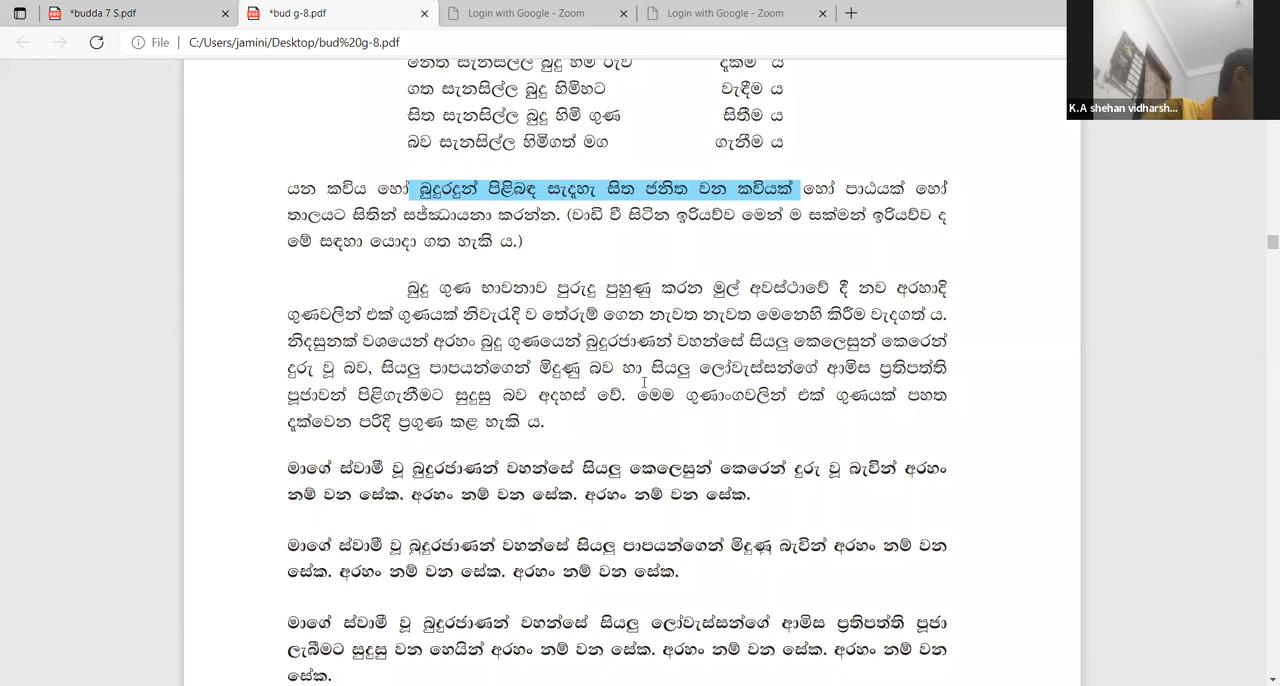 *budda 7 S.pdf
*bud g-8.pdf
Login with Google - Zoom
Login with Google - Zoom
File
C:/Users/jamini/Desktop/bud%20g-8.pdf
K.A shehan vidharsh...
නෙත සැනසිල්ල බුදු හිමි රුව දැකීම ය
ගත සැනසිල්ල බුදු හිමිහට වැඳීම ය
සිත සැනසිල්ල බුදු හිමි ගුණ සිතීම ය
බව සැනසිල්ල හිමිගත් මග ගැනීම ය
යන කවිය හෝ බුදුරදුන් පිළිබඳ සැදැහැ සිත ජනිත වන කවියක් හෝ පාඨයක් හෝ
තාලයට සිතින් සජ්ඣායනා කරන්න. (වාඩි වී සිටින ඉරියව්ව මෙන් ම සක්මන් ඉරියව්ව ද
මේ සඳහා යොදා ගත හැකි ය.)
බුදු ගුණ භාවනාව පුරුදු පුහුණු කරන මුල් අවස්ථාවේ දී නව අරහාදි
ගුණවලින් එක් ගුණයක් නිවැරැදි ව තේරුම් ගෙන නැවත නැවත මෙනෙහි කිරීම වැදගත් ය.
නිදසුනක් වශයෙන් අරහං බුදු ගුණයෙන් බුදුරජාණන් වහන්සේ සියලු කෙලෙසුන් කෙරෙන්
දුරු වූ බව, සියලු පාපයන්ගෙන් මිදුණු බව හා සියලු ලෝවැස්සන්ගේ ආමිස ප්‍රතිපත්ති
පූජාවන් පිළිගැනීමට සුදුසු බව අදහස් වේ. මෙම ගුණාංගවලින් එක් ගුණයක් පහත
දැක්වෙන පරිදි ප්‍රගුණ කළ හැකි ය.
මාගේ ස්වාමී වූ බුදුරජාණන් වහන්සේ සියලු කෙලෙසුන් කෙරෙන් දුරු වූ බැවින් අරහං
නම් වන සේක. අරහං නම් වන සේක. අරහං නම් වන සේක.
මාගේ ස්වාමී වූ බුදුරජාණන් වහන්සේ සියලු පාපයන්ගෙන් මිදුණු බැවින් අරහං නම් වන
සේක. අරහං නම් වන සේක. අරහං නම් වන සේක.
මාගේ ස්වාමී වූ බුදුරජාණන් වහන්සේ සියලු ලෝවැස්සන්ගේ ආමිස ප්‍රතිපත්ති පූජා
ලැබීමට සුදුසු වන හෙයින් අරහං නම් වන සේක. අරහං නම් වන සේක. අරහං නම් වන
සේක.